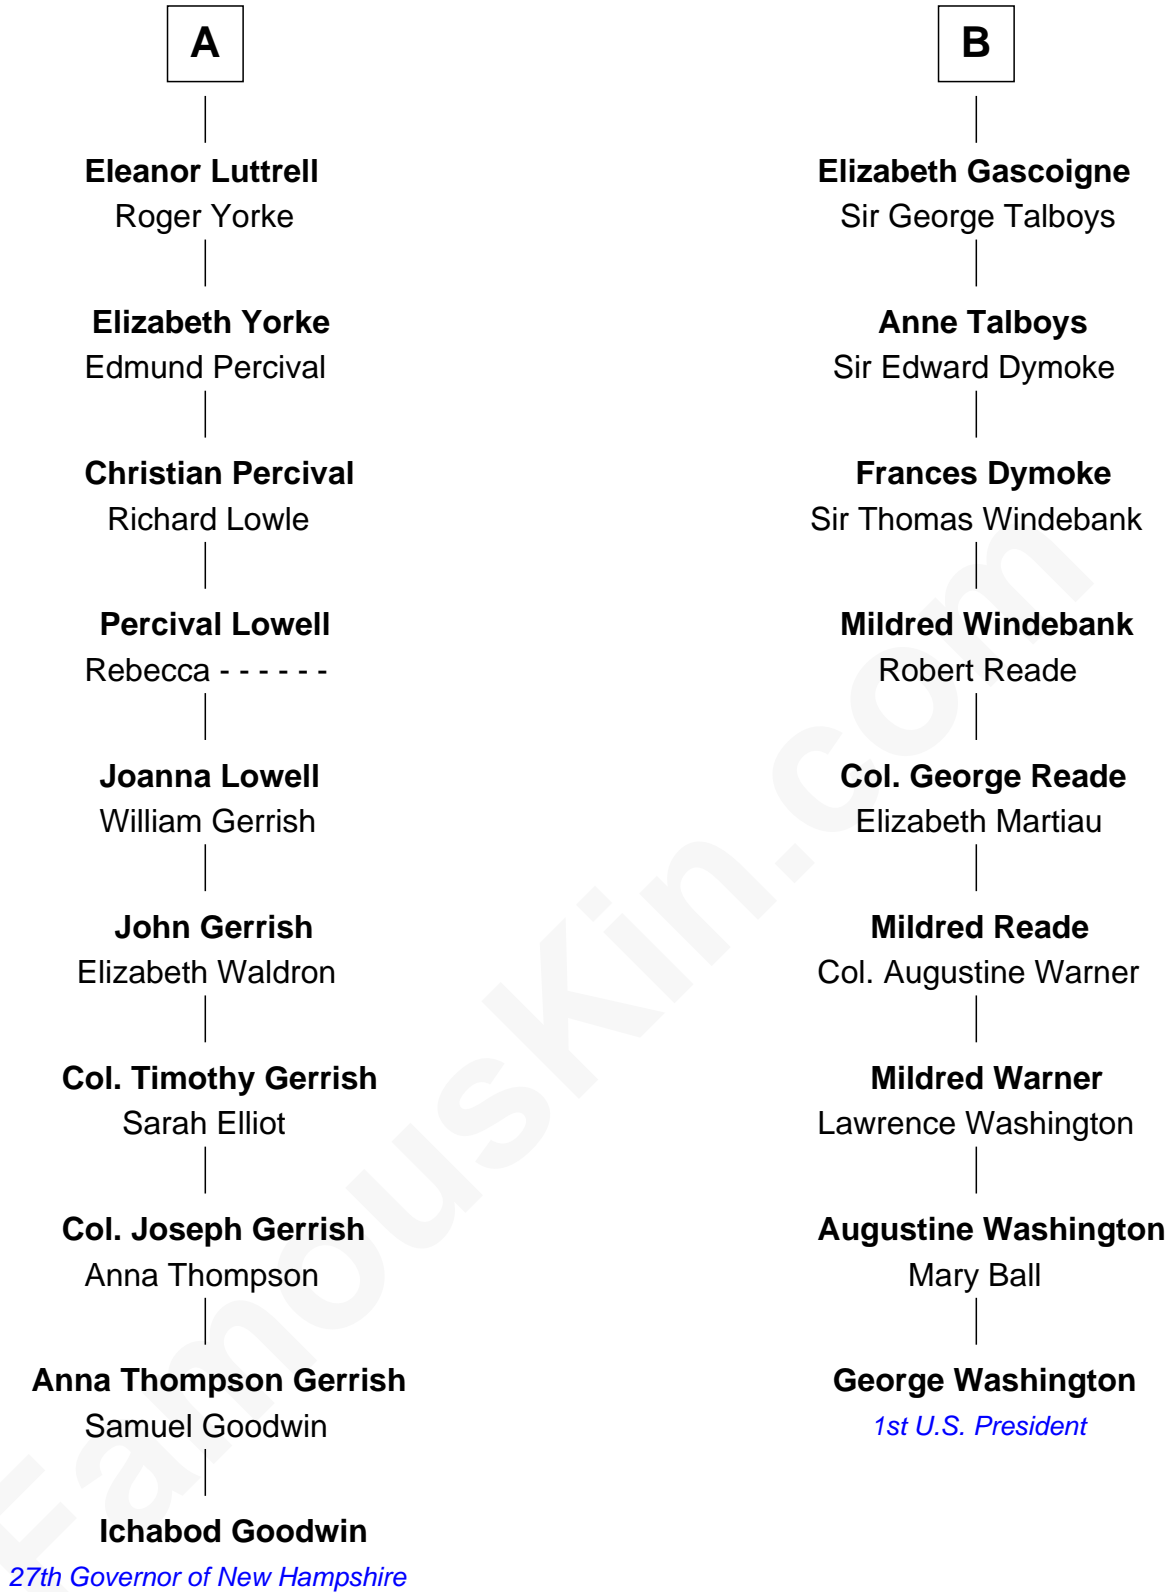 A
Eleanor Luttrell
Roger Yorke
Elizabeth Yorke
Edmund Percival
Christian Percival
Richard Lowle
Percival Lowell
Rebecca - - - - - -
Joanna Lowell
William Gerrish
John Gerrish
Elizabeth Waldron
Col. Timothy Gerrish
Sarah Elliot
Col. Joseph Gerrish
Anna Thompson
Anna Thompson Gerrish
Samuel Goodwin
Ichabod Goodwin
27th Governor of New Hampshire
B
Elizabeth Gascoigne
Sir George Talboys
Anne Talboys
Sir Edward Dymoke
Frances Dymoke
Sir Thomas Windebank
Mildred Windebank
Robert Reade
Col. George Reade
Elizabeth Martiau
Mildred Reade
Col. Augustine Warner
Mildred Warner
Lawrence Washington
Augustine Washington
Mary Ball
George Washington
1st U.S. President
FamousKin.com